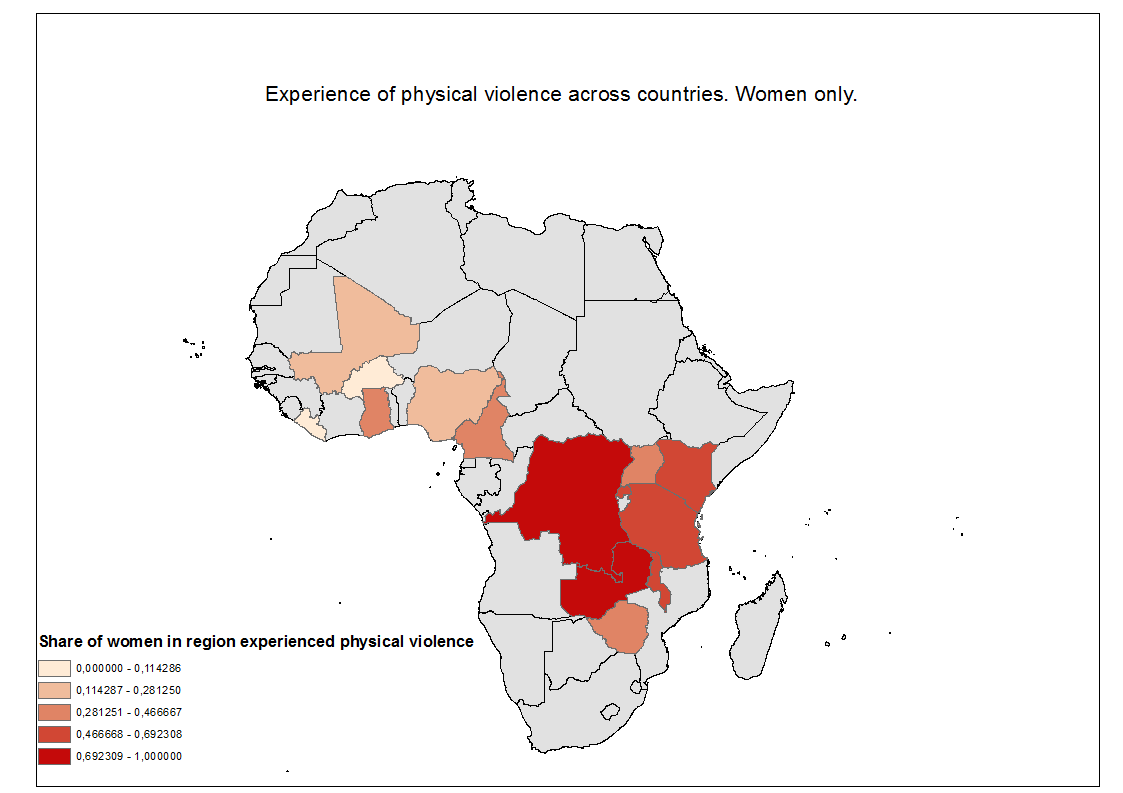 Experience of physical violence across countries. Women only.
Share of women in region experienced physical violence
0,000000 - 0,114286
0,114287 - 0,281250
0,281251 - 0,466667
0,466668 - 0,692308
0,692309 - 1,000000